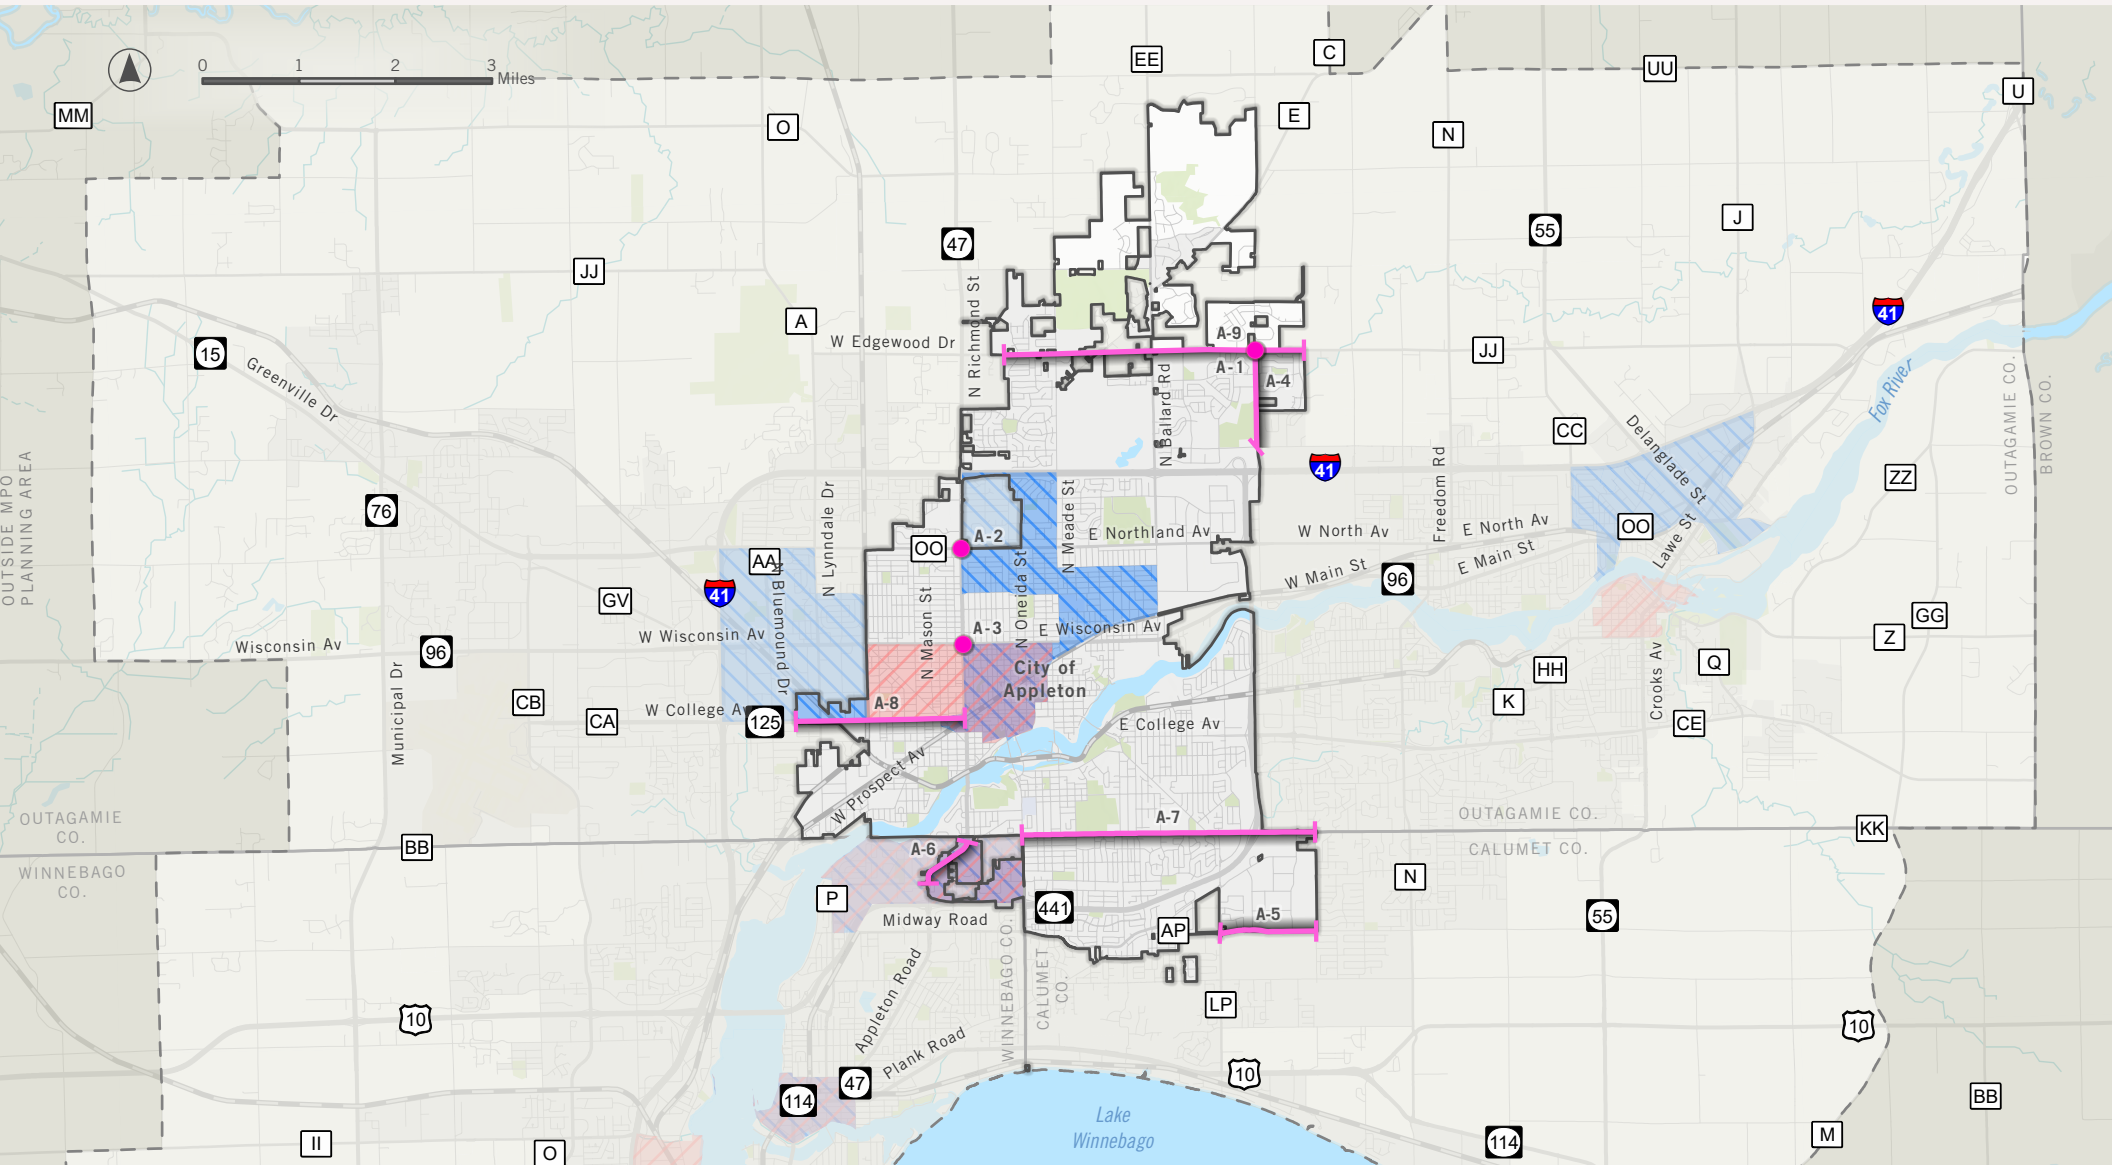 0 1 2 3
Miles
EE
C
UU
U
MM
O
E
N
J
47
55
JJ
N Richmond St
41
15
A
W Edgewood Dr
A-9
A-1
A-4
JJ
Greenville Dr
N Ballard Rd
Fox River
OUTAGAMIE CO.
BROWN CO.
CC
Delanglade St
41
Freedom Rd
ZZ
OUTSIDE MPO
PLANNING AREA
76
N Lynndale Dr
N Meade St
A-2
E Northland Av
W North Av
E North Av
OO
Lawe St
OO
AA
N Bluemound Dr
N Oneida St
E Main St
W Main St
96
41
GV
N Mason St
GG
Wisconsin Av
96
W Wisconsin Av
A-3
E Wisconsin Av
Z
City of
Appleton
HH
Q
Crooks Av
K
Municipal Dr
CB
CA
W College Av
125
A-8
E College Av
CE
W Prospect Av
OUTAGAMIE
CO.
A-7
OUTAGAMIE CO.
KK
BB
A-6
CALUMET CO.
WINNEBAGO
CO.
P
441
N
Midway Road
A-5
55
AP
WINNEBAGO CO.
CALUMET
CO.
Appleton Road
LP
10
10
Plank Road
10
47
114
BB
Lake
Winnebago
II
O
114
M